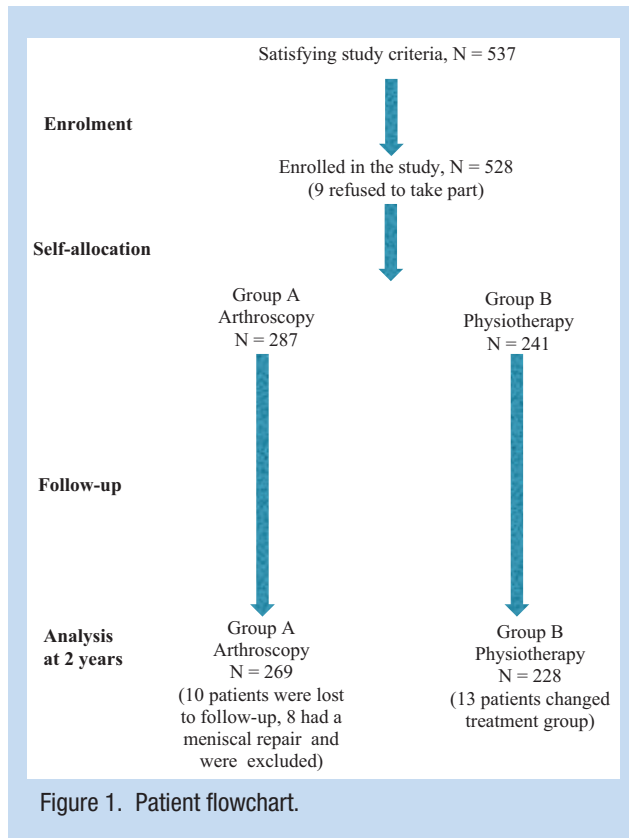 Satisfying study criteria, N = 537
Enrolment
Enrolled in the study, N = 528
(9 refused to take part)
Self-allocation
Group A
Arthroscopy
N = 287
Group B
Physiotherapy
N = 241
Follow-up
Analysis
at 2 years
Group A
Arthroscopy
N = 269
(10 patients were lost
to follow-up, 8 had a
meniscal repair and
were excluded)
Group B
Physiotherapy
N = 228
(13 patients changed
treatment group)
Figure 1. Patient flowchart.